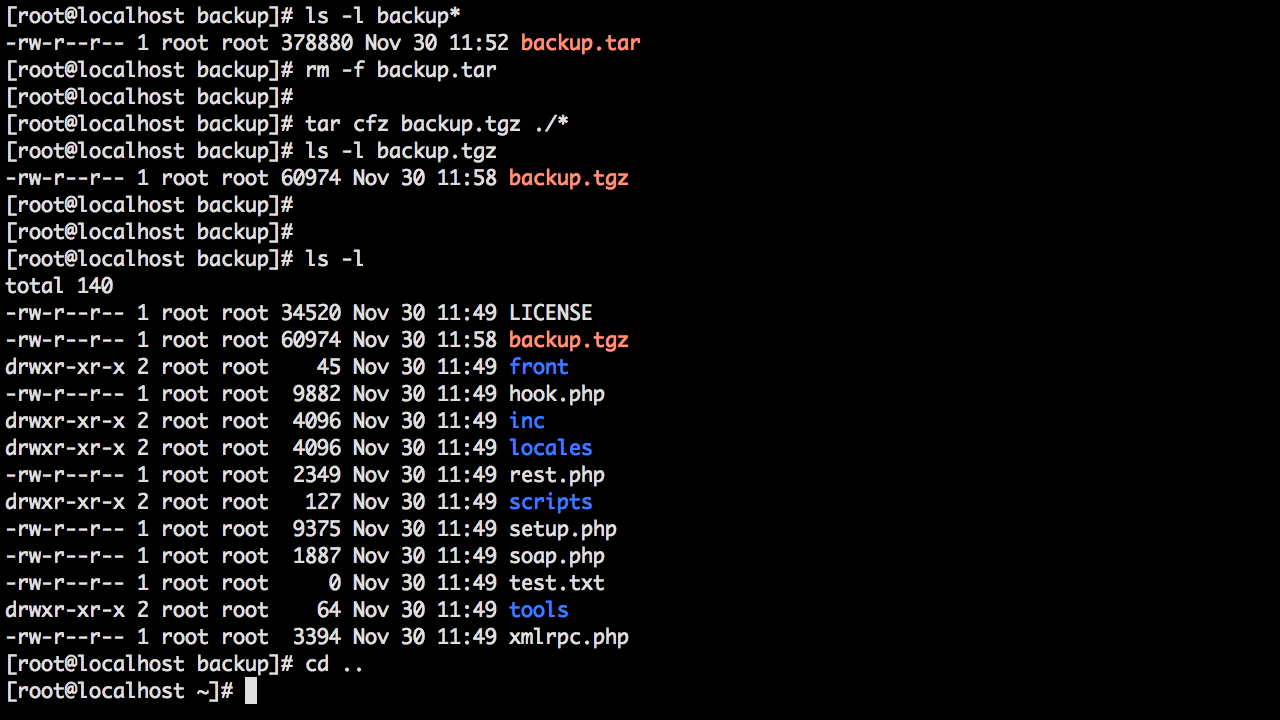 [root@localhost backup]# ls -l backup*
-rw-r--r-- 1 root root 378880 Nov 30 11:52 backup.tar
[root@localhost backup]# rm -f backup.tar
[root@localhost backup]#
[root@localhost backup]# tar cfz backup.tgz ./*
[root@localhost backup]# ls -l backup.tgz
-rw-r--r-- 1 root root 60974 Nov 30 11:58 backup.tgz
[root@localhost backup]#
[root@localhost backup]#
[root@localhost backup]# ls -l
total 140
-rw-r--r-- 1 root root 34520 Nov 30 11:49 LICENSE
-rw-r--r-- 1 root root 60974 Nov 30 11:58 backup.tgz
drwxr-xr-x 2 root root    45 Nov 30 11:49 front
-rw-r--r-- 1 root root  9882 Nov 30 11:49 hook.php
drwxr-xr-x 2 root root  4096 Nov 30 11:49 inc
drwxr-xr-x 2 root root  4096 Nov 30 11:49 locales
-rw-r--r-- 1 root root  2349 Nov 30 11:49 rest.php
drwxr-xr-x 2 root root   127 Nov 30 11:49 scripts
-rw-r--r-- 1 root root  9375 Nov 30 11:49 setup.php
-rw-r--r-- 1 root root  1887 Nov 30 11:49 soap.php
-rw-r--r-- 1 root root     0 Nov 30 11:49 test.txt
drwxr-xr-x 2 root root    64 Nov 30 11:49 tools
-rw-r--r-- 1 root root  3394 Nov 30 11:49 xmlrpc.php
[root@localhost backup]# cd ..
[root@localhost ~]#